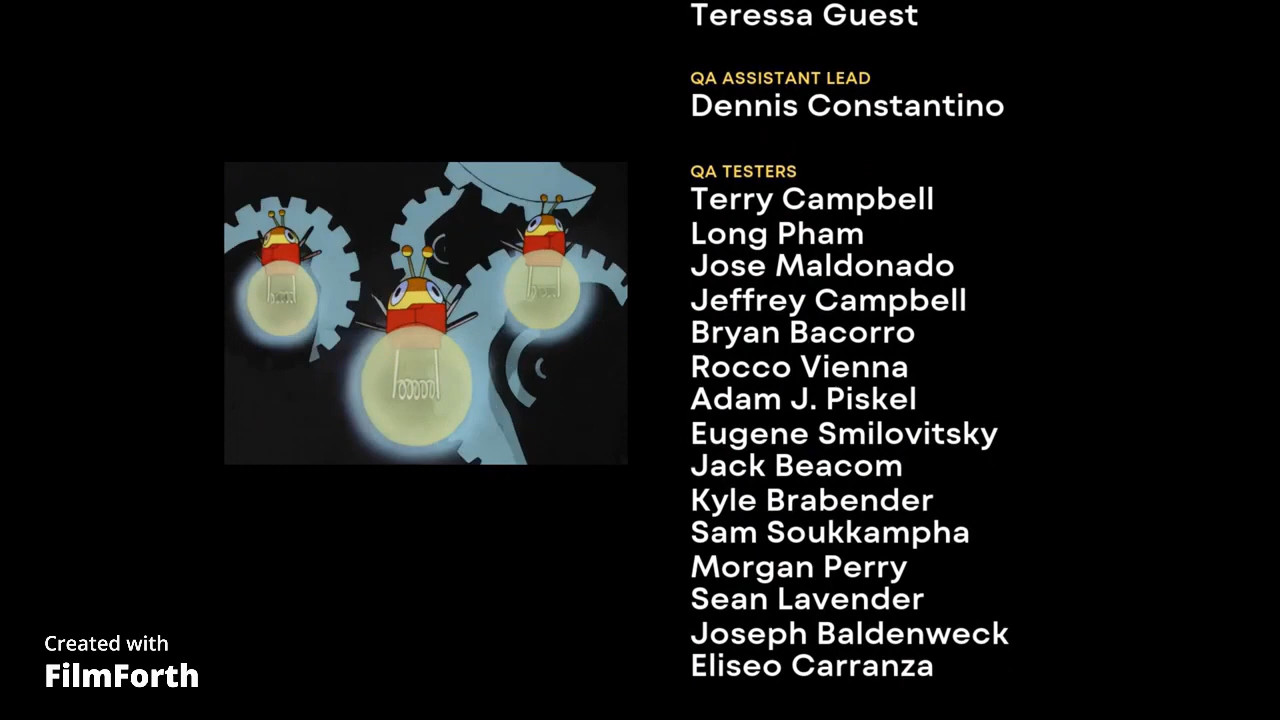 Teressa Guest
QA ASSISTANT LEAD
Dennis Constantino
QA TESTERS
Terry Campbell
Long Pham
Jose Maldonado
Jeffrey Campbell
Bryan Bacorro
Rocco Vienna
Adam J. Piskel
Eugene Smilovitsky
Jack Beacom
Kyle Brabender
Sam Soukkampha
Morgan Perry
Sean Lavender
Joseph Baldenweck
Eliseo Carranza
Created with
FilmForth